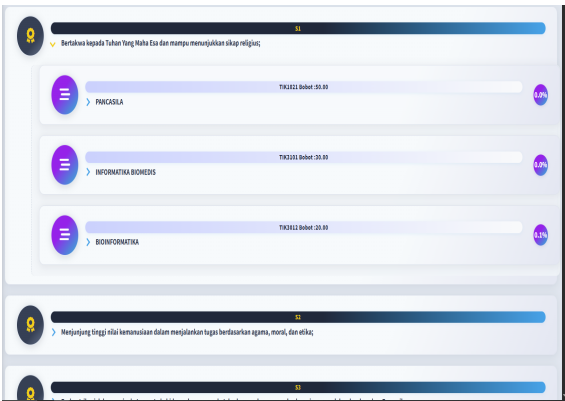 S1
Bertakwa kepada Tuhan Yang Maha Esa dan mampu menunjukkan sikap religius;
TIK1021 Bobot :50.00
PANCASILA
0.0%
TIK3101 Bobot :30.00
INFORMATIKA BIOMEDIS
0.0%
TIK3012 Bobot :20.00
BIOINFORMATIKA
0.1%
S2
Menjunjung tinggi nilai kemanusiaan dalam menjalankan tugas berdasarkan agama, moral, dan etika;
S3